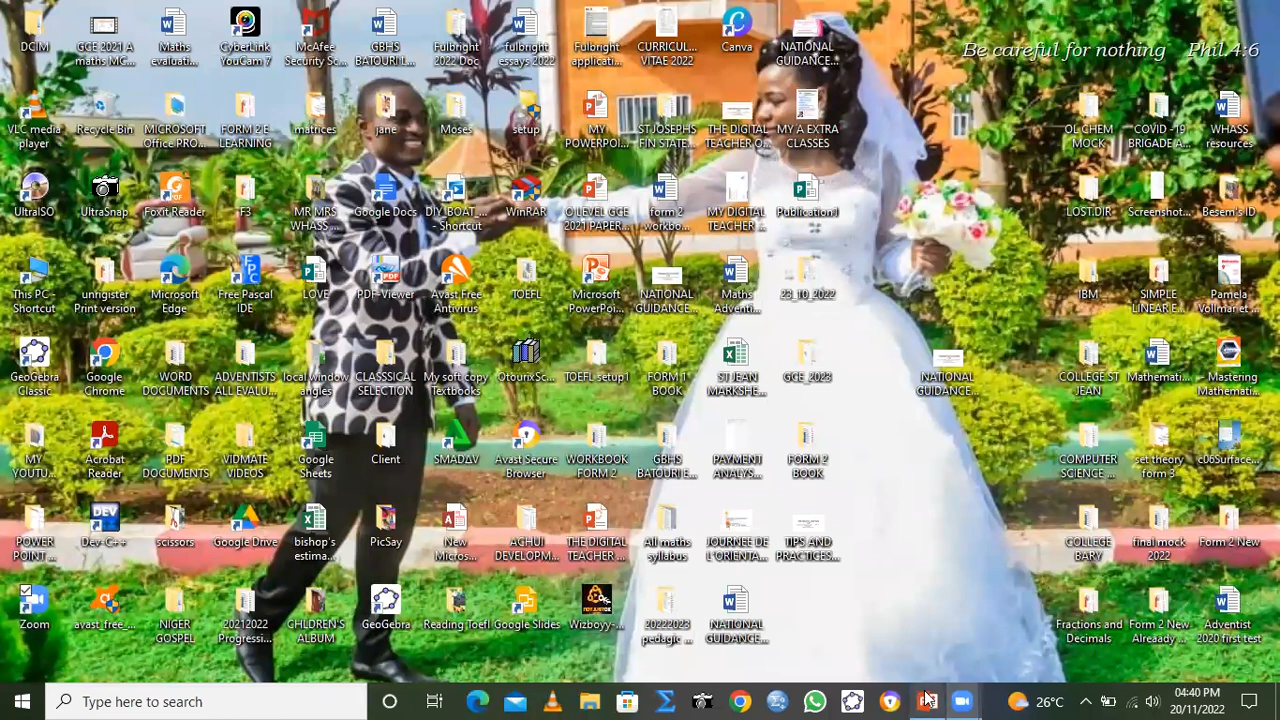 Be careful for nothing Phil 4:6
DCIM
GCE 2021 A
maths MC...
Maths
evaluati...
CyberLink
YouCam 7
McAfee
Security Sc...
GBHS
BATOURI L...
Fulbright
2022 Doc
fulbright
essays 2022
Fulbright
applicati...
CURRICUL...
VITAE 2022
Canva
NATIONAL
GUIDANCE...
VLC media
player
Recycle Bin
MICROSOFT
Office PRO...
FORM 2 E
LEARNING
matrices
jane
Moses
setup
MY
POWERPOI...
ST JOSEPHS
FIN STATE...
THE DIGITAL
TEACHER O...
MY A EXTRA
CLASSES
OL CHEM
MOCK
COVID -19
BRIGADE A...
WHASS
resources
UltraISO
UltraSnap
Foxit Reader
F3
MR MRS
WHASS ...
Google Docs
DIY_BOAT_...
- Shortcut
WinRAR
O LEVEL GCE
2021 PAPER...
form 2
workbo...
MY DIGITAL
TEACHER ...
Publication1
LOST.DIR
Screenshot...
Besem's ID
This PC -
Shortcut
unngister
Print version
Microsoft
Edge
Free Pascal
IDE
LOVE
PDF-Viewer
Avast Free
Antivirus
TOEFL
Microsoft
PowerPoi...
NATIONAL
GUIDANCE...
Maths
Adventi...
23_10_2022
IBM
SIMPLE
LINEAR E...
Pamela
Vollmanet ...
GeoGebra
Classic
Google
Chrome
WORD
DOCUMENTS
ADVENTISTS
ALL EVALU...
local window
angles
CLASSSICAL
SELECTION
My soft copy
Textbooks
OtourixSc...
TOEFL setup1
FORM 1
BOOK
ST JEAN
MARKSHE...
GCE_2023
NATIONAL
GUIDANCE...
COLLEGE ST
JEAN
Mathemati...
- Mastering
Mathemati...
MY
YOUTU...
Acrobat
Reader
PDF
DOCUMENTS
VIDMATE
VIDEOS
Google
Sheets
Client
SMADAV
Avast Secure
Browser
WORKBOOK
FORM 2
GBHS
BATOURI E...
PAYMENT
ANALYS...
FORM 2
BOOK
COMPUTER
SCIENCE ...
set theory
form 3
c06Surface...
POWER
POINT ...
Dev-C++
scissors
Google Drive
bishop's
estima...
PicSay
New
Micros...
ACHUI
DEVELOPM...
THE DIGITAL
TEACHER ...
All maths
syllabus
JOURNEE DE
L'ORIENTA...
TIPS AND
PRACTICES...
COLLEGE
BARY
final mock
2022
Form 2 New
Zoom
avast_free_...
NIGER
GOSPEL
20212022
Progressi...
CHLDREN'S
ALBUM
GeoGebra
Reading Toefl
Google Slides
Wizboyy-...
20222023
pedagic ...
NATIONAL
GUIDANCE...
Fractions and
Decimals
Form 2 New
Alreaady ...
Adventist
2020 first test
Type here to search
26°C
04:40 PM
20/11/2022